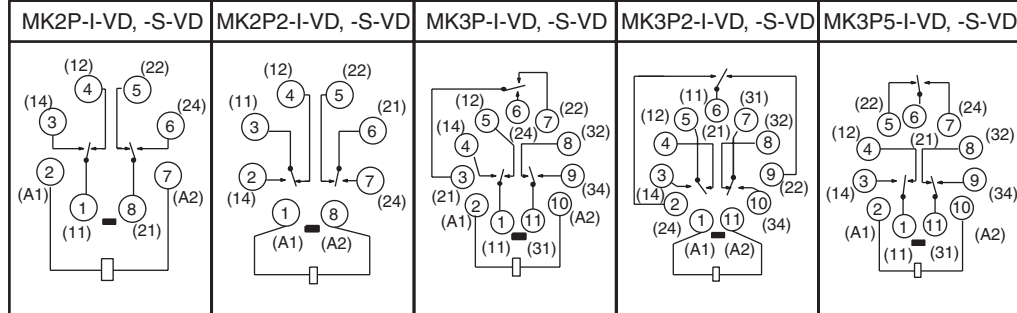 MK2P-I-VD, -S-VD
(12) (22)
4 5
(14) (24)
3 6
2 7
(A1) (A2)
1 8
(11) (21)
MK2P2-I-VD, -S-VD
(12) (22)
4 5
(11) (21)
3 6
2 7
(14) (24)
1 8
(A1) (A2)
MK3P-I-VD, -S-VD
6
(12) 5 7 (22)
(14) (24) (32)
4 8
3 9
(21) (34)
(A1) 2 10 (A2)
1 11
(11) (31)
MK3P2-I-VD, -S-VD
(11) 6 (31)
(12) 5 7
(21) (32)
4 8
3 9
(14) (22)
2 10
(24) 1 11 (34)
(A1) (A2)
MK3P5-I-VD, -S-VD
(22) 6 (24)
5 7
(12) (21) (32)
4 8
3 9
(14) (34)
2 10
(A1) 1 11 (A2)
(11) (31)